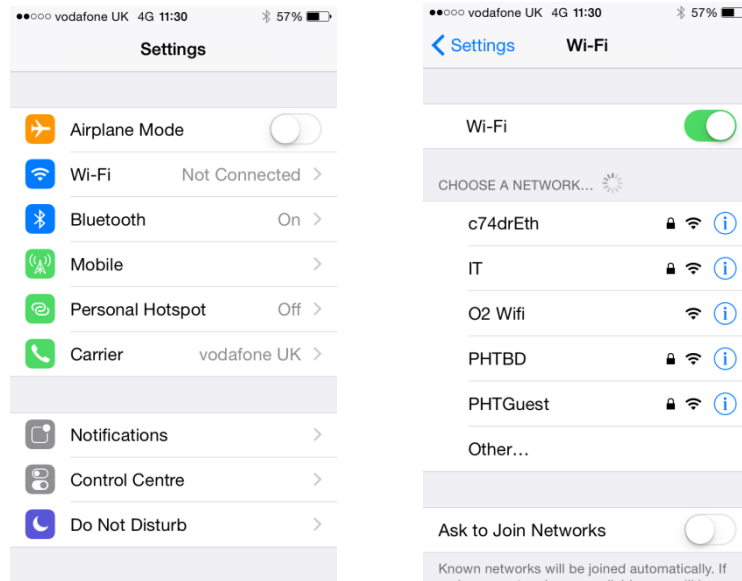 vodafone UK 4G 11:30 57%
Settings
Airplane Mode
Wi-Fi Not Connected
Bluetooth On
Mobile
Personal Hotspot Off
Carrier vodafone UK
Notifications
Control Centre
Do Not Disturb
vodafone UK 4G 11:30 57%
Settings Wi-Fi
Wi-Fi
CHOOSE A NETWORK...
c74drEth
IT
O2 Wifi
PHTBD
PHTGuest
Other...
Ask to Join Networks
Known networks will be joined automatically. If